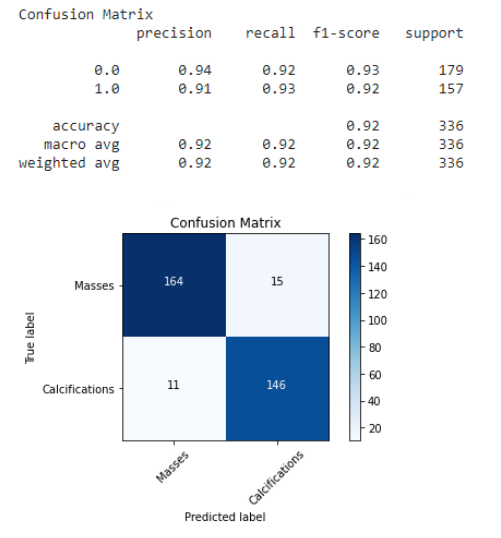 Confusion Matrix
precision recall f1-score support
0.0 0.94 0.92 0.93 179
1.0 0.91 0.93 0.92 157
accuracy 0.92 336
macro avg 0.92 0.92 0.92 336
weighted avg 0.92 0.92 0.92 336
Confusion Matrix
True label
Masses 164 15
Calcifications 11 146
Masses Calcifications
Predicted label
160
140
120
100
80
60
40
20